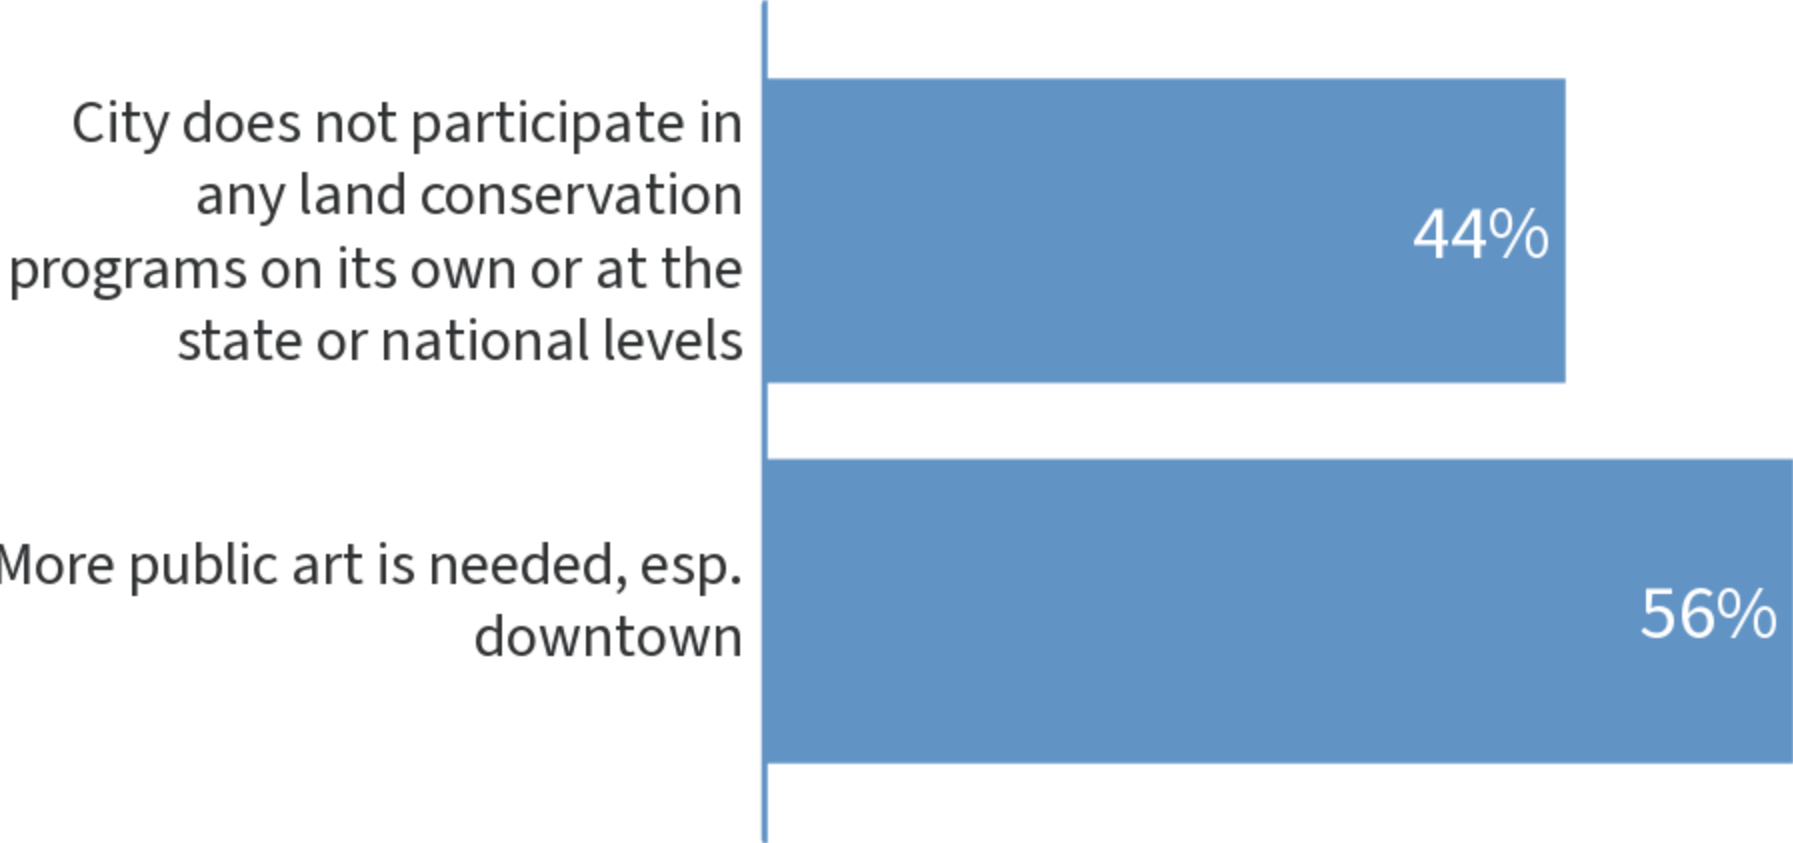 City does not participate in
any land conservation
programs on its own or at the
state or national levels
44%
More public art is needed, esp.
downtown
56%